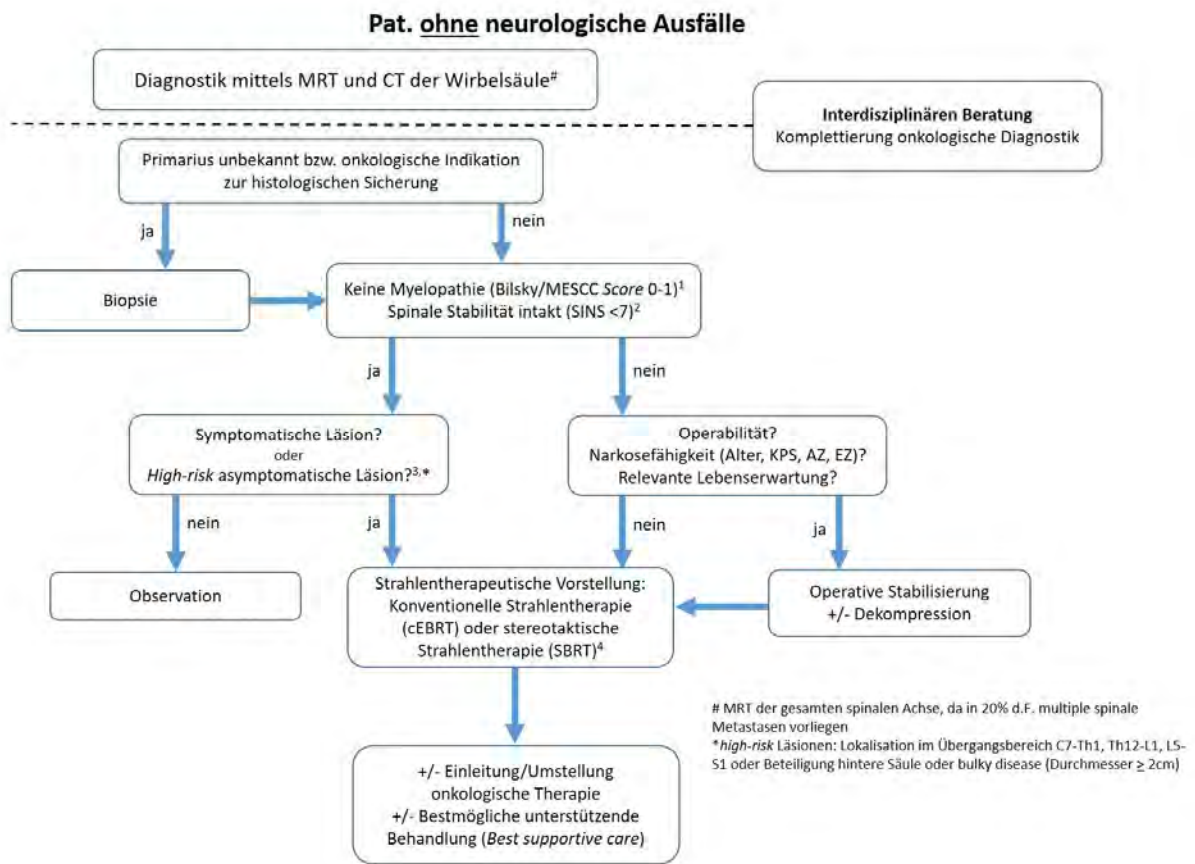 Pat. ohne neurologische Ausfälle
Diagnostik mittels MRT und CT der Wirbelsäule#
Interdisziplinären Beratung
Komplettierung onkologische Diagnostik
Primarius unbekannt bzw. onkologische Indikation
zur histologischen Sicherung
ja
nein
Biopsie
Keine Myelopathie (Bilsky/MESCC Score 0-1)1
Spinale Stabilität intakt (SINS <7)2
ja
nein
Symptomatische Läsion?
oder
High-risk asymptomatische Läsion?3,*
Operabilität?
Narkosefähigkeit (Alter, KPS, AZ, EZ)?
Relevante Lebenserwartung?
nein
ja
nein
ja
Observation
Strahlentherapeutische Vorstellung:
Konventionelle Strahlentherapie
(cEBRT) oder stereotaktische
Strahlentherapie (SBRT)4
Operative Stabilisierung
+/- Dekompression
# MRT der gesamten spinalen Achse, da in 20% d.F. multiple spinale
Metastasen vorliegen
*high-risk Läsionen: Lokalisation im Übergangsbereich C7-Th1, Th12-L1, L5-
S1 oder Beteiligung hintere Säule oder bulky disease (Durchmesser ≥ 2cm)
+/- Einleitung/Umstellung
onkologische Therapie
+/- Bestmögliche unterstützende
Behandlung (Best supportive care)